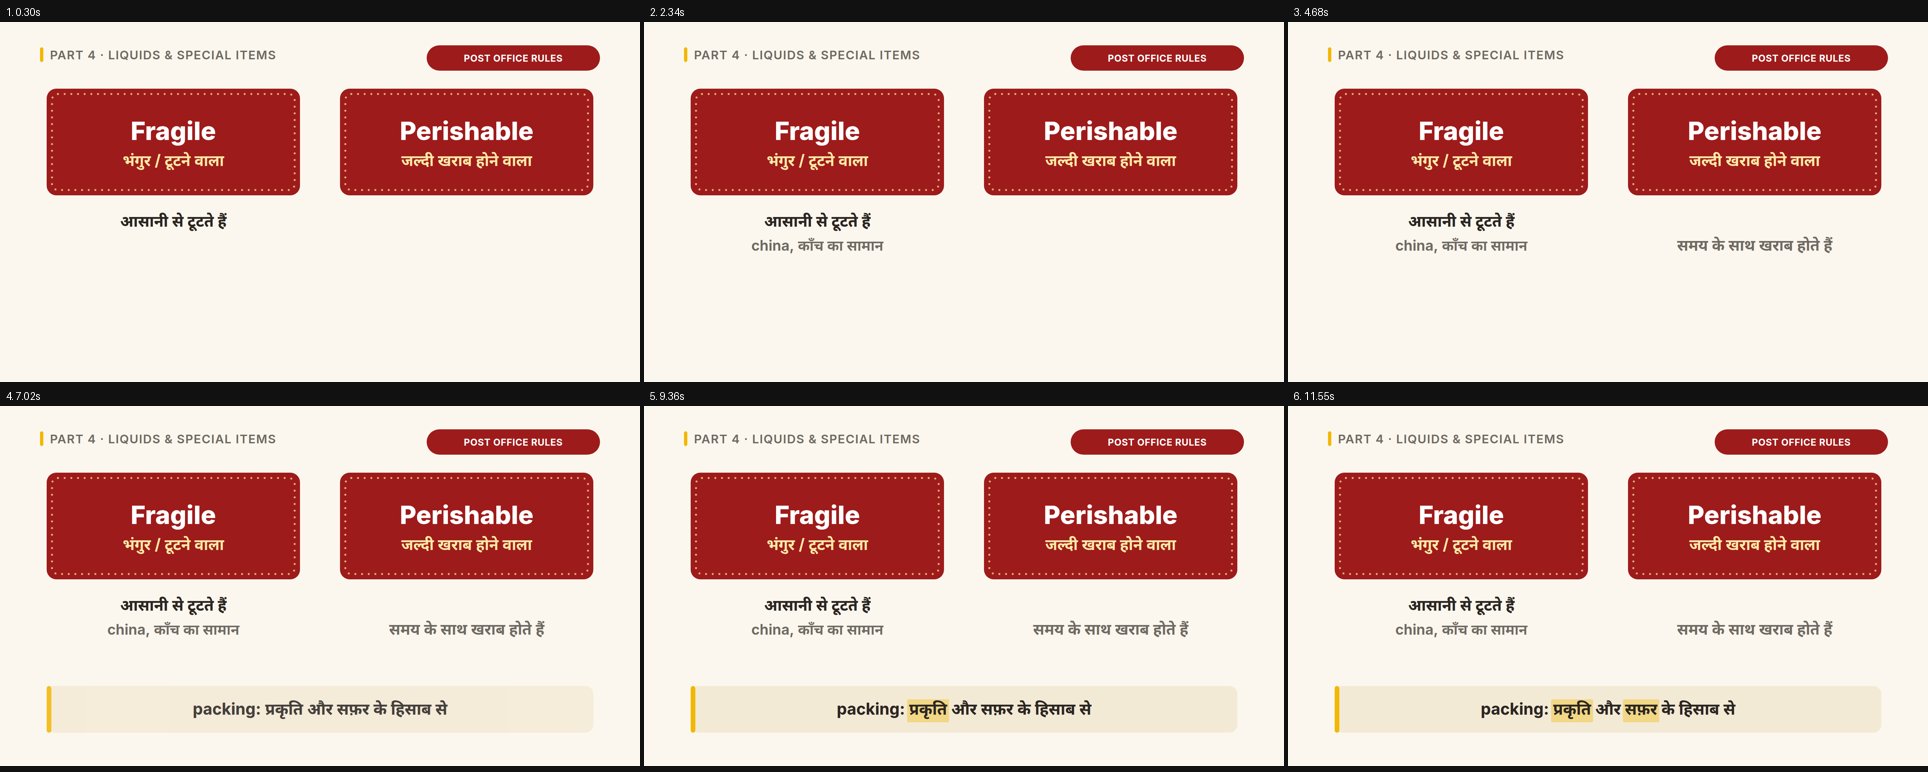 1. 0.30s
PART 4 · LIQUIDS & SPECIAL ITEMS
POST OFFICE RULES
Fragile
भंगुर / टूटने वाला
Perishable
जल्दी खराब होने वाला
आसानी से टूटते हैं
2. 2.34s
PART 4 · LIQUIDS & SPECIAL ITEMS
POST OFFICE RULES
Fragile
भंगुर / टूटने वाला
Perishable
जल्दी खराब होने वाला
आसानी से टूटते हैं
china, काँच का सामान
3. 4.68s
PART 4 · LIQUIDS & SPECIAL ITEMS
POST OFFICE RULES
Fragile
भंगुर / टूटने वाला
Perishable
जल्दी खराब होने वाला
आसानी से टूटते हैं
china, काँच का सामान
समय के साथ खराब होते हैं
4. 7.02s
PART 4 · LIQUIDS & SPECIAL ITEMS
POST OFFICE RULES
Fragile
भंगुर / टूटने वाला
Perishable
जल्दी खराब होने वाला
आसानी से टूटते हैं
china, काँच का सामान
समय के साथ खराब होते हैं
packing: प्रकृति और सफ़र के हिसाब से
5. 9.36s
PART 4 · LIQUIDS & SPECIAL ITEMS
POST OFFICE RULES
Fragile
भंगुर / टूटने वाला
Perishable
जल्दी खराब होने वाला
आसानी से टूटते हैं
china, काँच का सामान
समय के साथ खराब होते हैं
packing: प्रकृति और सफ़र के हिसाब से
6. 11.55s
PART 4 · LIQUIDS & SPECIAL ITEMS
POST OFFICE RULES
Fragile
भंगुर / टूटने वाला
Perishable
जल्दी खराब होने वाला
आसानी से टूटते हैं
china, काँच का सामान
समय के साथ खराब होते हैं
packing: प्रकृति और सफ़र के हिसाब से